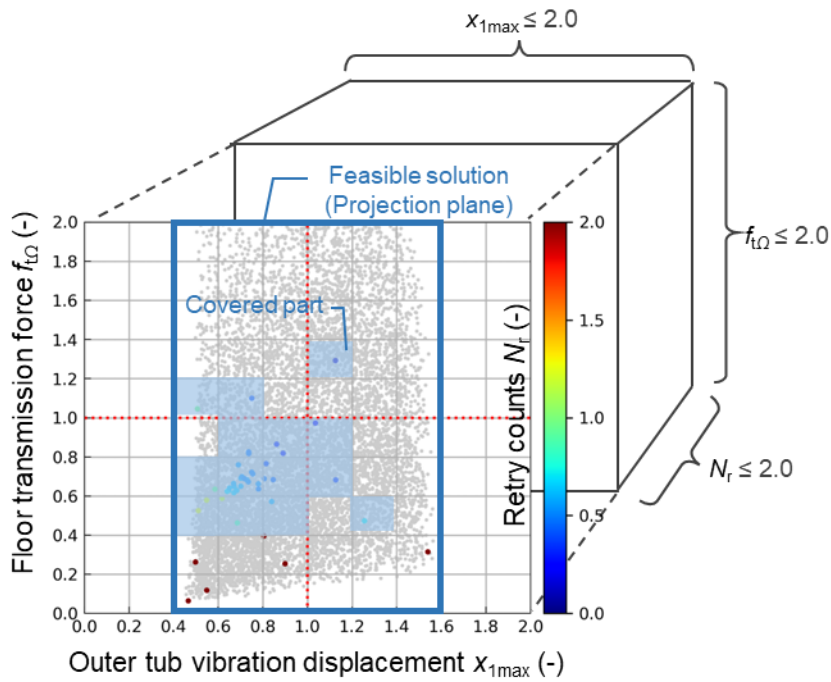 x1max ≤ 2.0
Feasible solution
(Projection plane)
Covered part
ftΩ ≤ 2.0
Nr ≤ 2.0
Floor transmission force ftΩ (-)
2.0
1.8
1.6
1.4
1.2
1.0
0.8
0.6
0.4
0.2
0.0
0.0 0.2 0.4 0.6 0.8 1.0 1.2 1.4 1.6 1.8 2.0
Outer tub vibration displacement x1max (-)
Retry counts Nr (-)
2.0
1.5
1.0
0.5
0.0